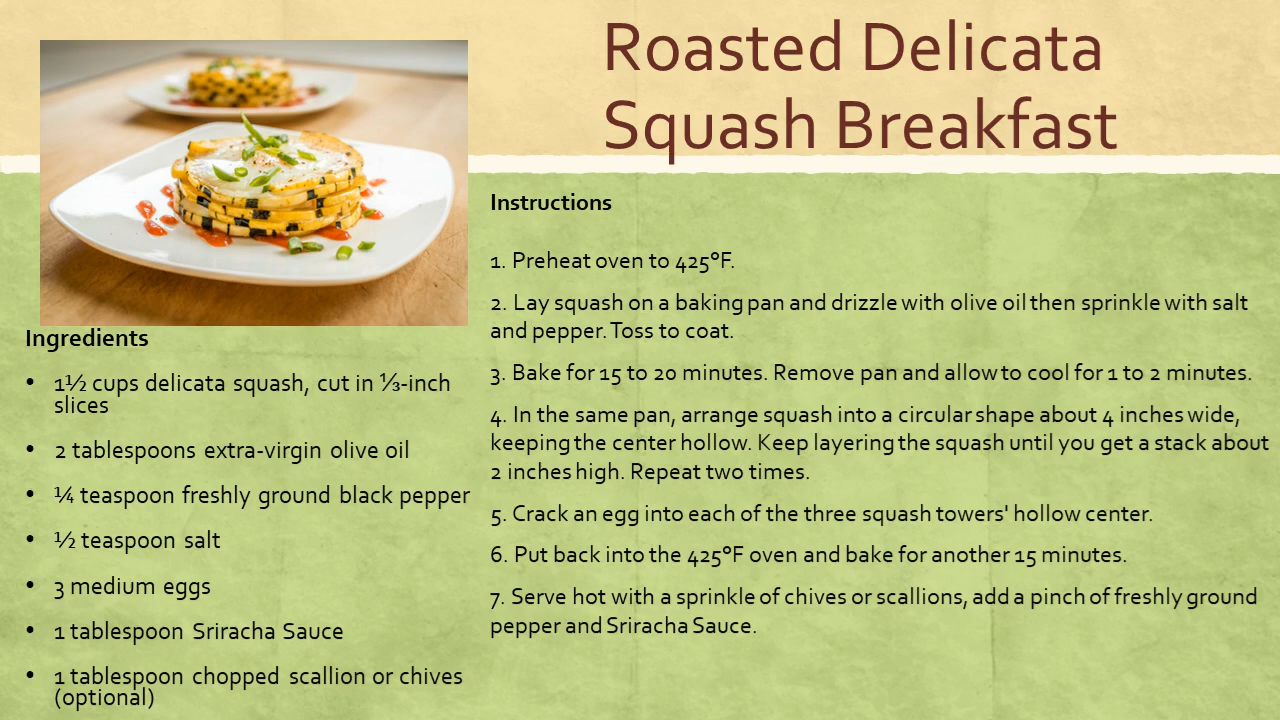 Roasted Delicata
Squash Breakfast
Ingredients
• 1½ cups delicata squash, cut in ⅓-inch
slices
• 2 tablespoons extra-virgin olive oil
• ¼ teaspoon freshly ground black pepper
• ½ teaspoon salt
• 3 medium eggs
• 1 tablespoon Sriracha Sauce
• 1 tablespoon chopped scallion or chives
(optional)
Instructions
1. Preheat oven to 425ºF.
2. Lay squash on a baking pan and drizzle with olive oil then sprinkle with salt
and pepper. Toss to coat.
3. Bake for 15 to 20 minutes. Remove pan and allow to cool for 1 to 2 minutes.
4. In the same pan, arrange squash into a circular shape about 4 inches wide,
keeping the center hollow. Keep layering the squash until you get a stack about
2 inches high. Repeat two times.
5. Crack an egg into each of the three squash towers' hollow center.
6. Put back into the 425ºF oven and bake for another 15 minutes.
7. Serve hot with a sprinkle of chives or scallions, add a pinch of freshly ground
pepper and Sriracha Sauce.